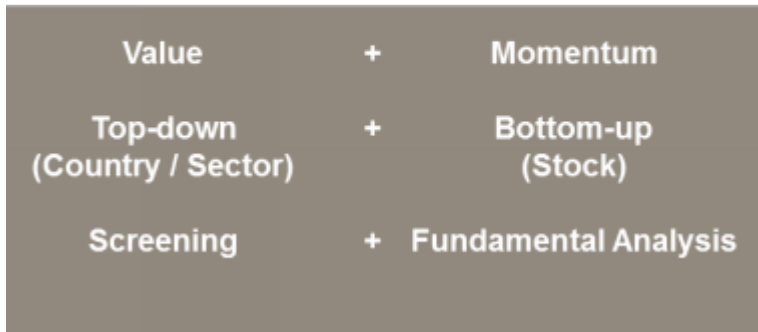 Value + Momentum
Top-down + Bottom-up
(Country / Sector) (Stock)
Screening + Fundamental Analysis